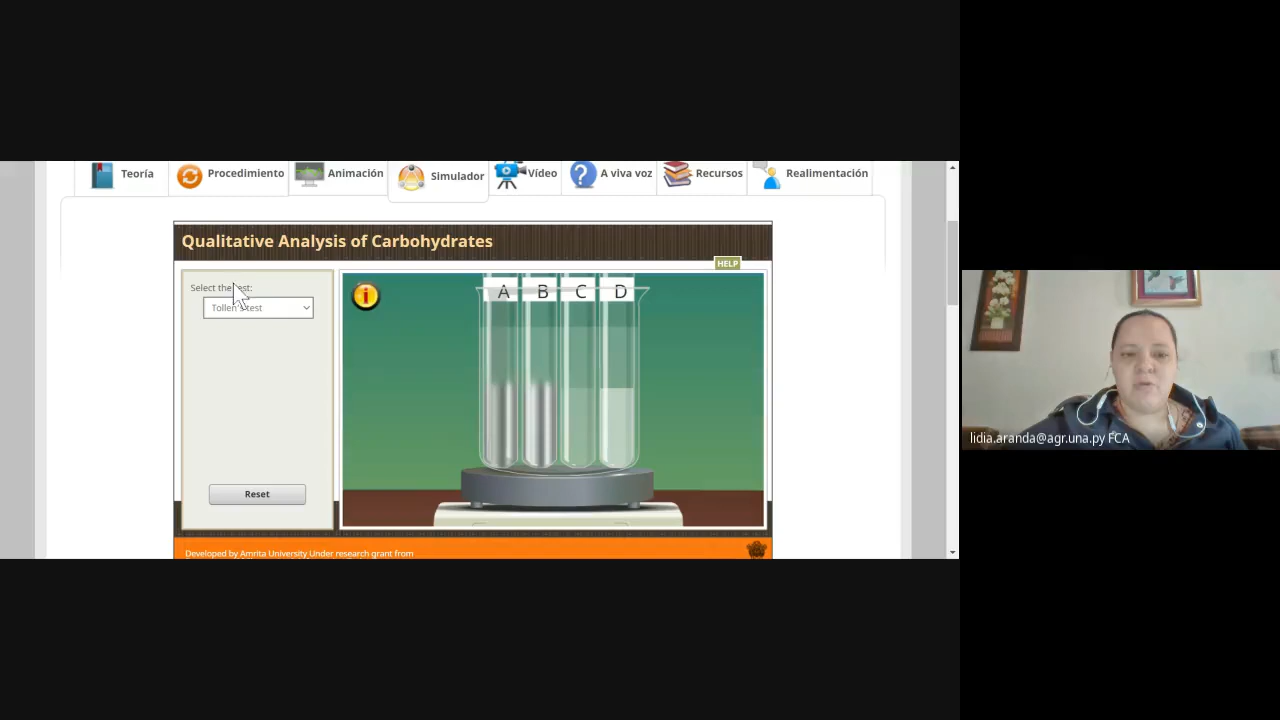 Teoría
Procedimiento
Animación
Simulador
Vídeo
A viva voz
Recursos
Realimentación
Qualitative Analysis of Carbohydrates
HELP
Select the test:
Tollen's test
A B C D
Reset
Developed by Amrita University Under research grant from
lidia.aranda@agr.una.py FCA